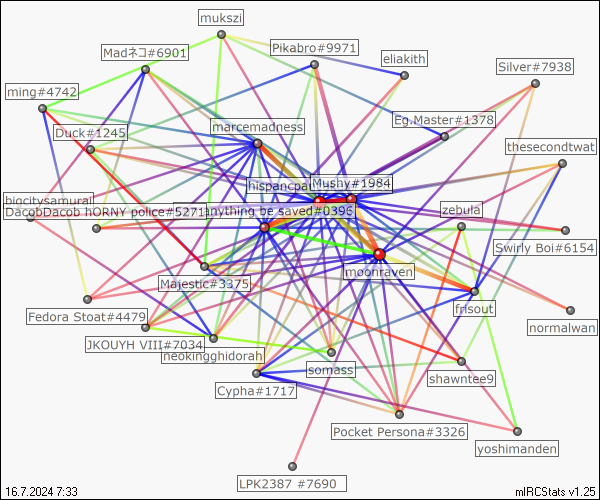 mukszi
Madネコ#6901
Pikabro#9971
eliakith
Silver#7938
ming#4742
Duck#1245
marcemadness
Eg.Master#1378
thesecondtwat
hispancpan
Mushy#1984
bigcitysamurai
DacobDacob hORNY police#5271
anything be saved#0396
zebula
Swirly Boi#6154
Majestic#3375
moonraven
Fedora Stoat#4479
frisout
normalwan
JKOUYH VIII#7034
neokingghidorah
somass
shawntee9
Cypha#1717
Pocket Persona#3326
yoshimanden
LPK2387 #7690
16.7.2024 7:33
mIRCStats v1.25